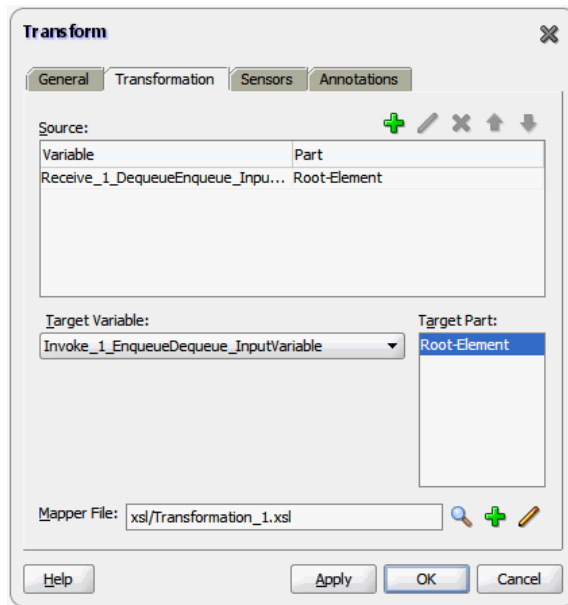 Transform
General Transformation Sensors Annotations
Source:
Variable Part
Receive_1_DequeueEnqueue_Inpu... Root-Element
Target Variable: Target Part:
Invoke_1_EnqueueDequeue_InputVariable Root-Element
Mapper File: xsl/Transformation_1.xsl
Help Apply OK Cancel